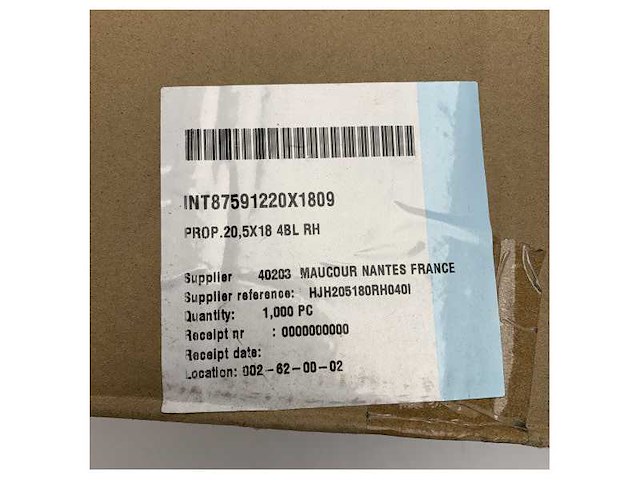 INT87591220X1809
PROP.20,5X18 4BL RH
Supplier 40203 MAUCOUR NANTES FRANCE
Supplier reference: HJH205180RH040I
Quantity: 1,000 PC
Receipt nr : 0000000000
Receipt date:
Location: 002-62-00-02